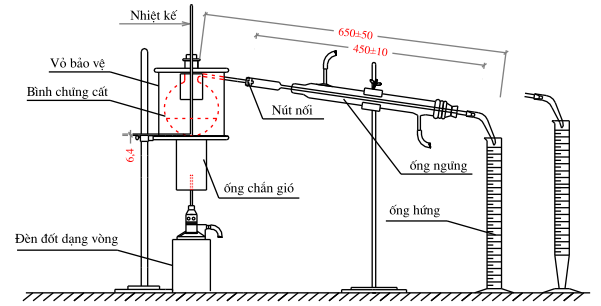 Nhiệt kế
650±50
450±10
Vỏ bảo vệ
Bình chứng cất
Nút nối
6,4
ống ngưng
ống chắn gió
ống hứng
Đèn đốt dạng vòng